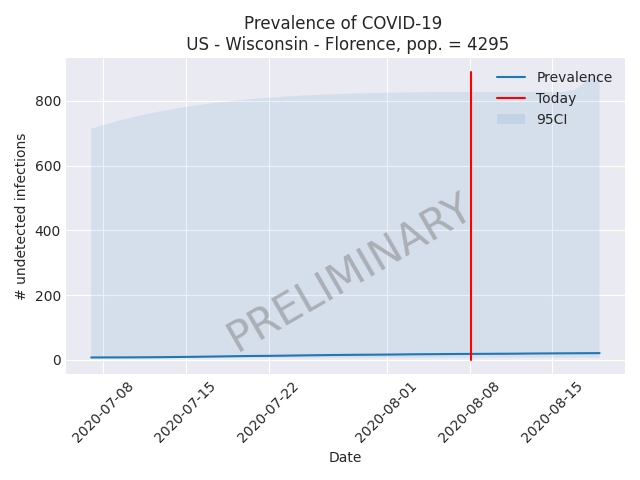 Prevalence of COVID-19
US - Wisconsin - Florence, pop. = 4295
# undetected infections
800
600
400
200
0
Prevalence
Today
95CI
PRELIMINARY
2020-07-08
2020-07-15
2020-07-22
2020-08-01
2020-08-08
2020-08-15
Date